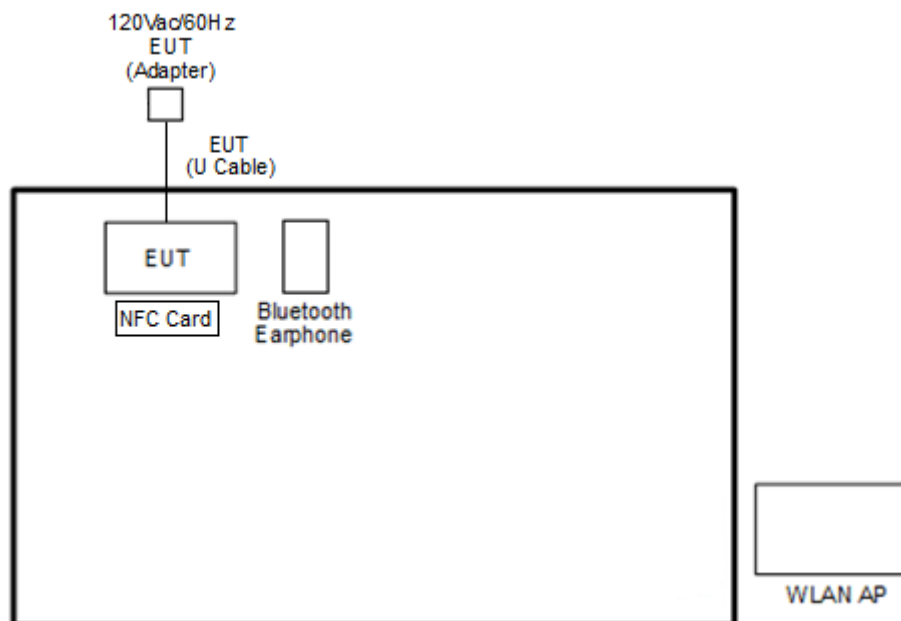 120Vac/60Hz
EUT
(Adapter)
EUT
(U Cable)
EUT
NFC Card
Bluetooth
Earphone
WLAN AP